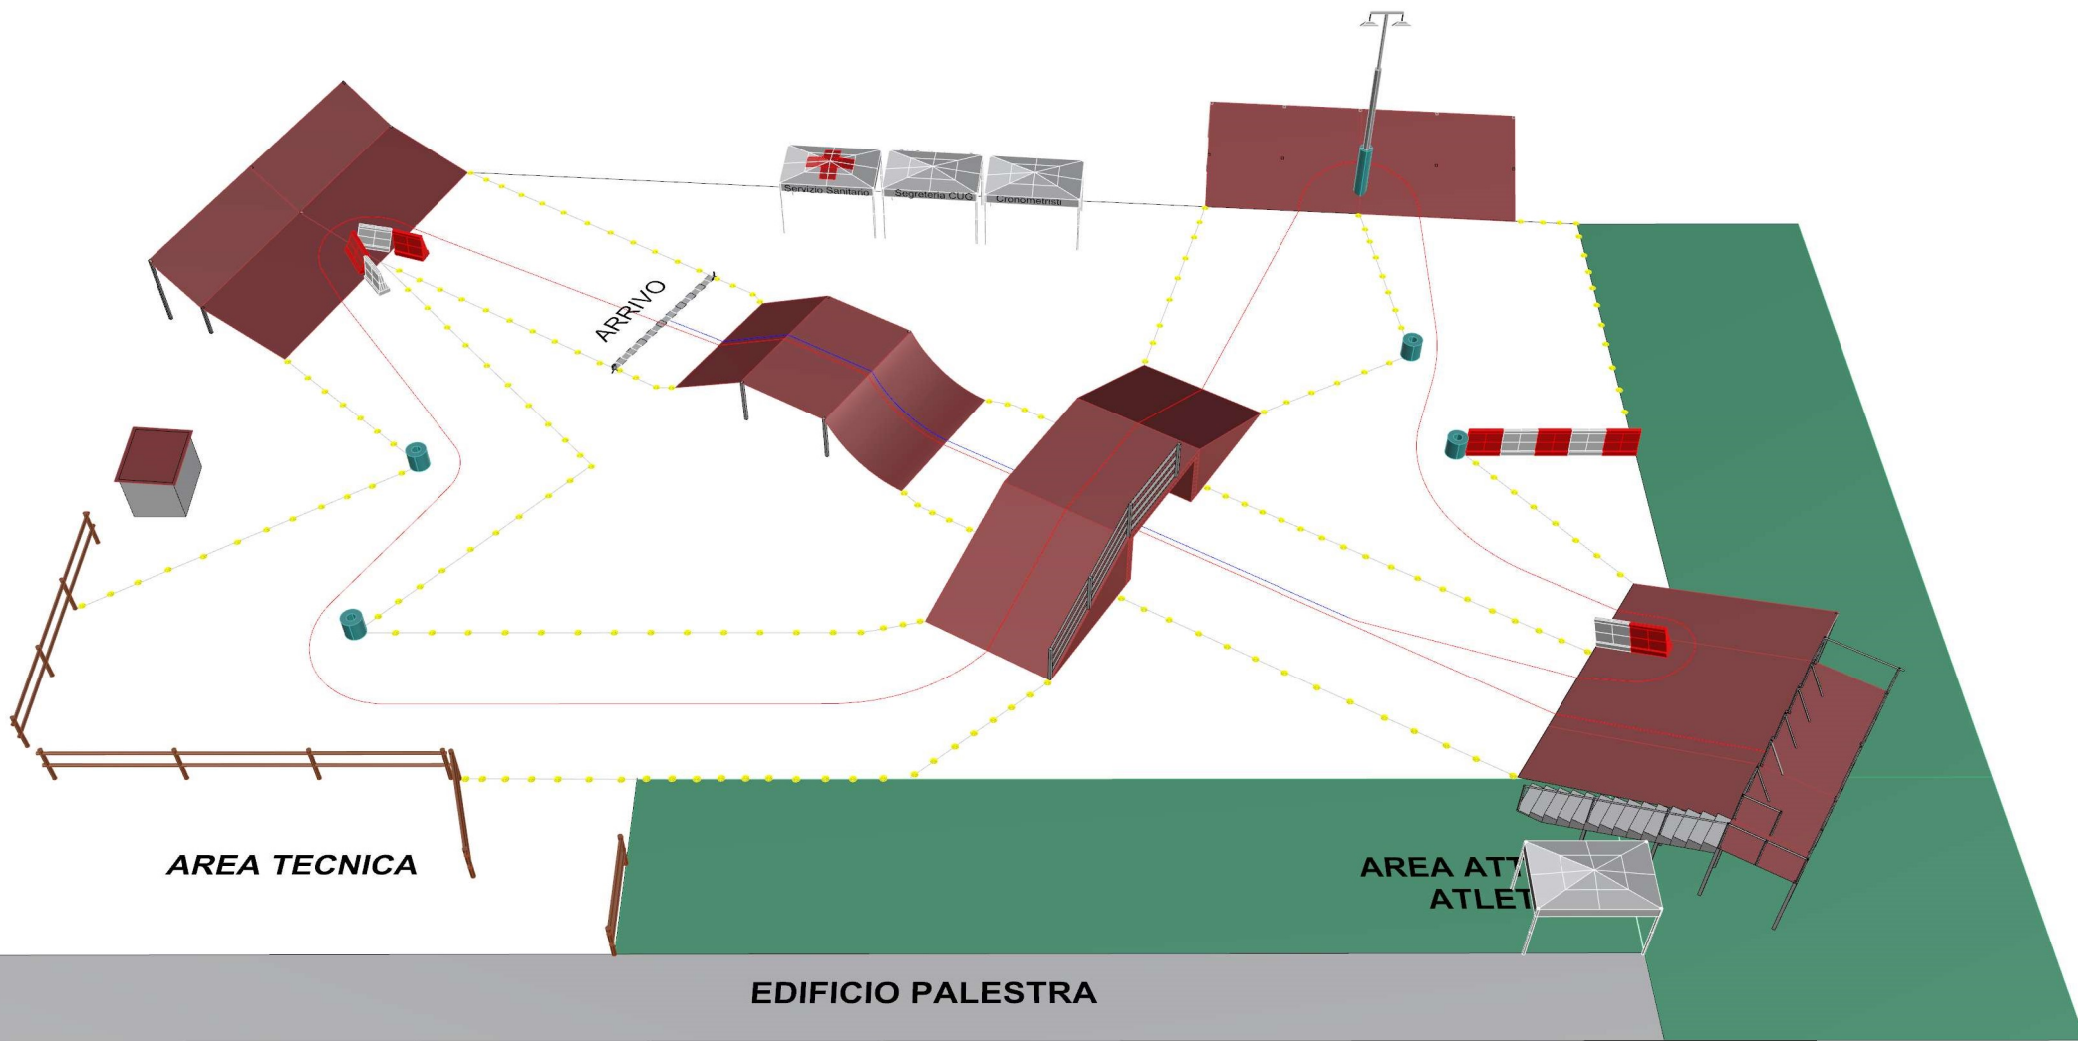 Servizio Sanitario
Segreteria CUG
Cronometristi
ARRIVO
AREA TECNICA
AREA ATT
ATLET
EDIFICIO PALESTRA